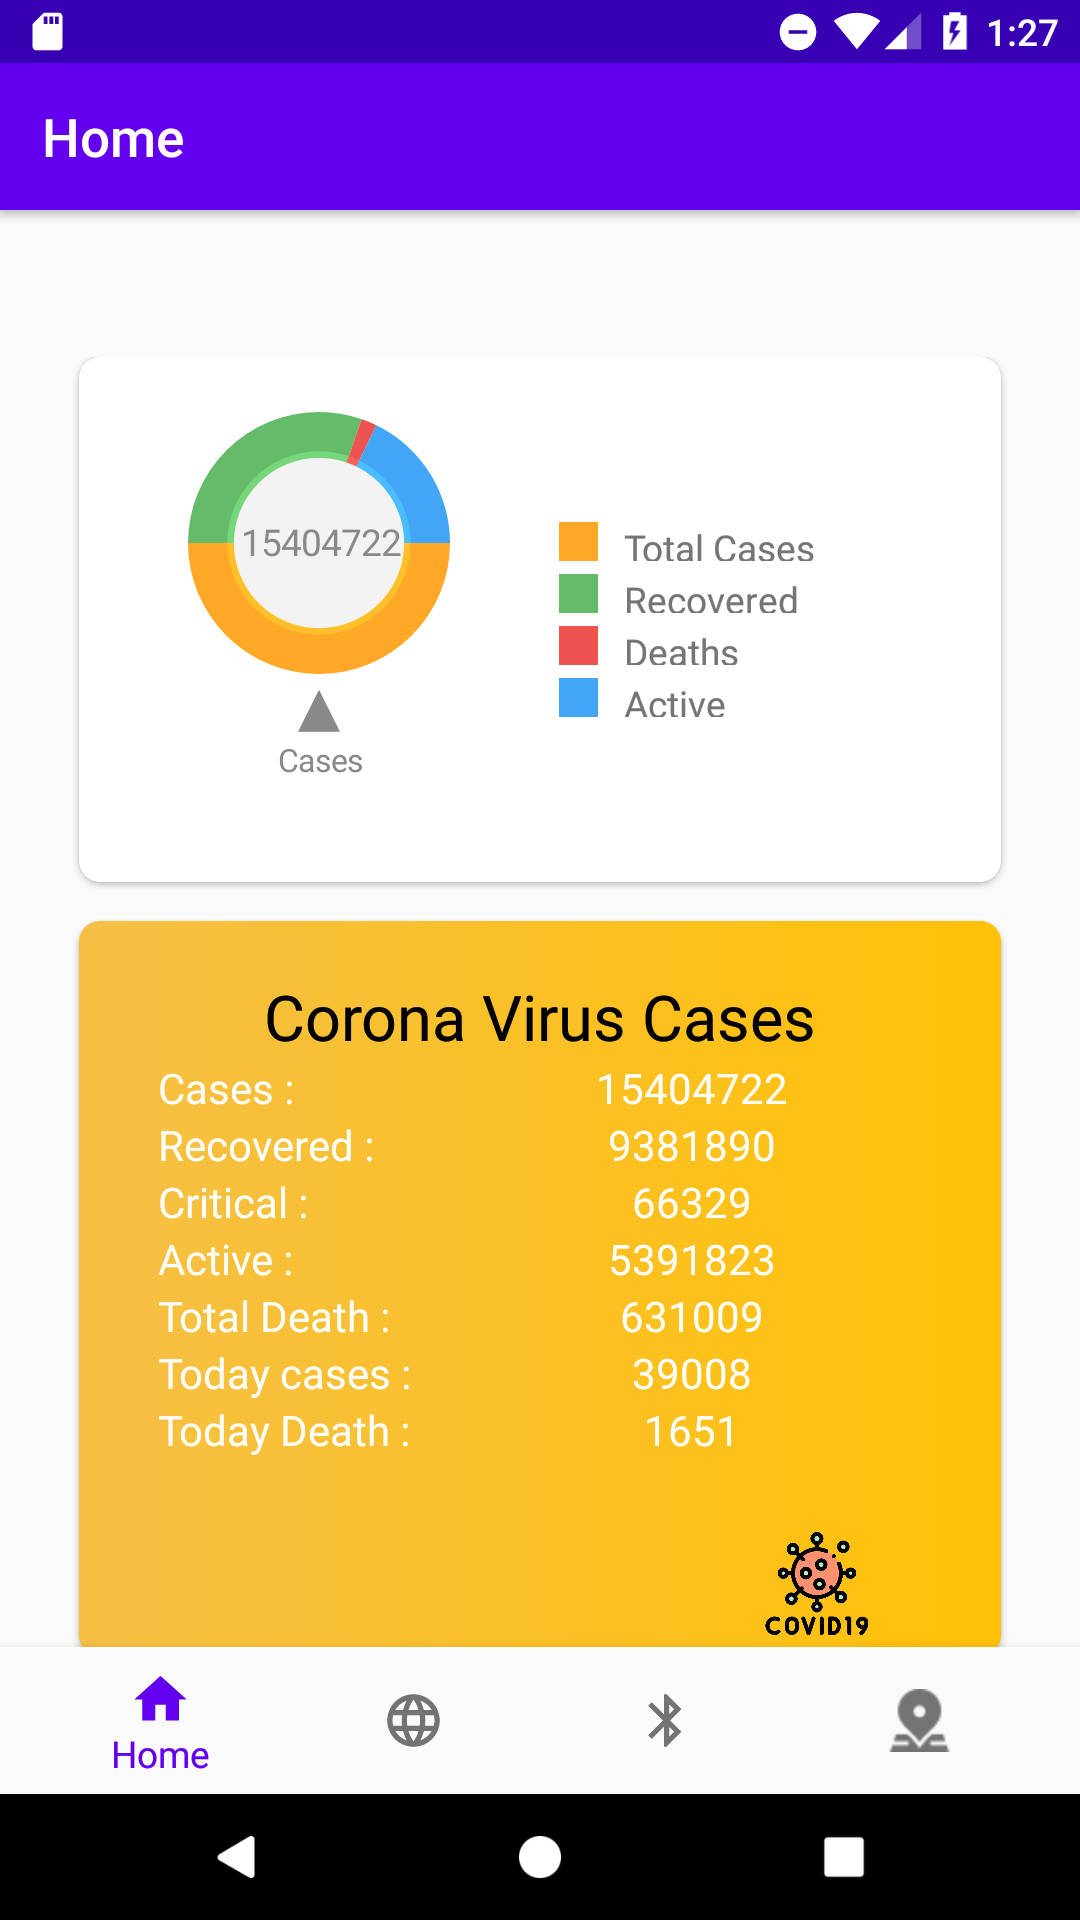 1:27
Home
15404722
Cases
Total Cases
Recovered
Deaths
Active
Corona Virus Cases
Cases : 15404722
Recovered : 9381890
Critical : 66329
Active : 5391823
Total Death : 631009
Today cases : 39008
Today Death : 1651
COVID19
Home